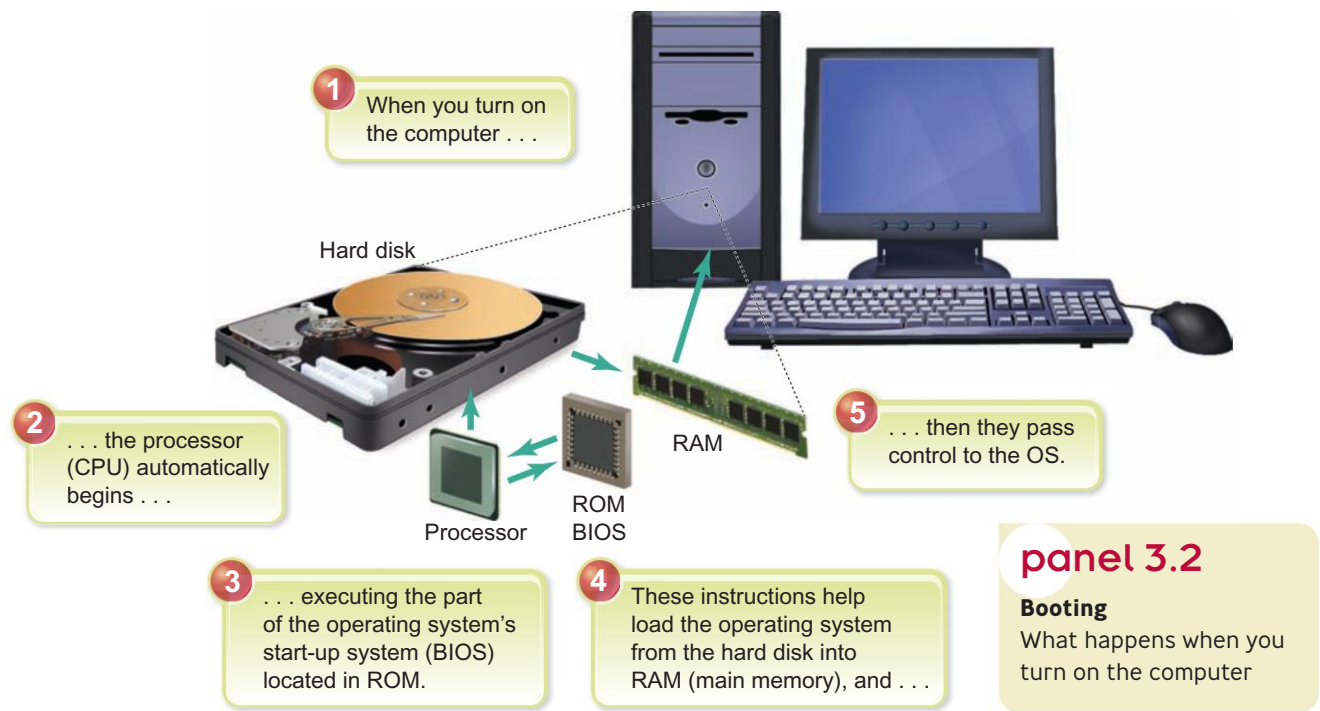 1
When you turn on
the computer . . .
Hard disk
2
. . . the processor
(CPU) automatically
begins . . .
Processor
ROM
BIOS
RAM
3
. . . executing the part
of the operating system's
start-up system (BIOS)
located in ROM.
4
These instructions help
load the operating system
from the hard disk into
RAM (main memory), and . . .
5
. . . then they pass
control to the OS.
panel 3.2
Booting
What happens when you
turn on the computer